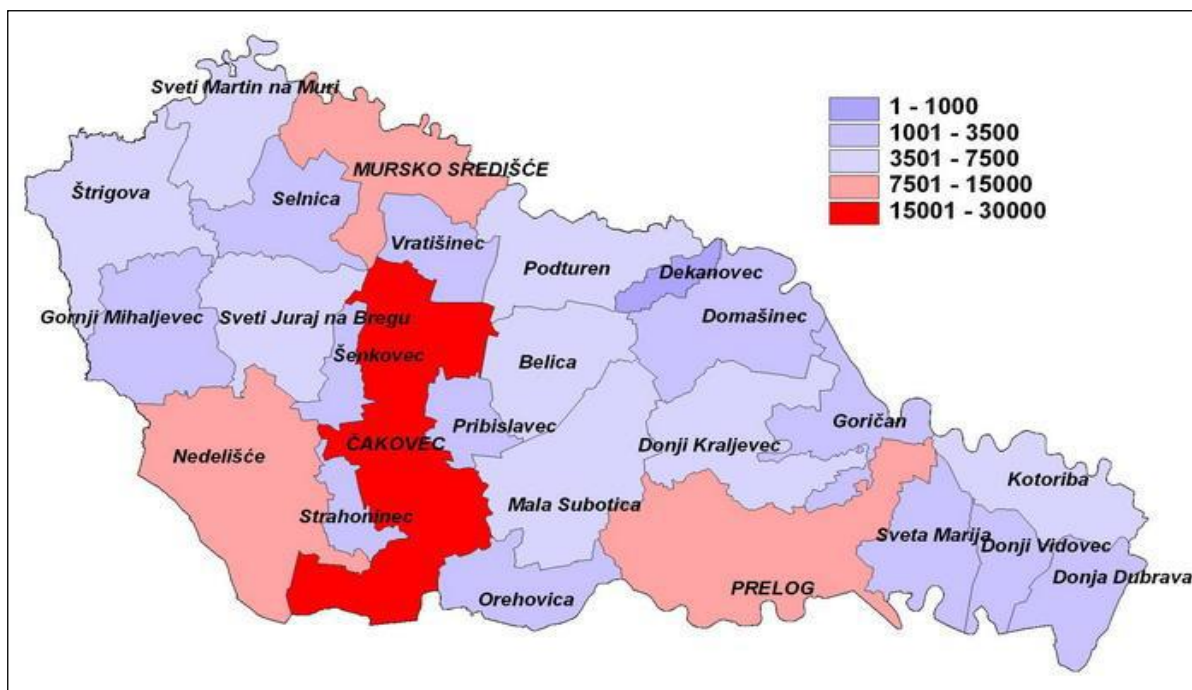 Sveti Martin na Muri
1 - 1000
1001 - 3500
3501 - 7500
7501 - 15000
15001 - 30000
MURSKO SREDIŠĆE
Štrigova
Selnica
Vratišinec
Podturen
Dekanovec
Gornji Mihaljevec
Sveti Juraj na Bregu
Domašinec
Šenkovec
Belica
Pribislavec
Goričan
ČAKOVEC
Donji Kraljevec
Nedelišće
Kotoriba
Mala Subotica
Strahoninec
Sveta Marija
Donji Vidovec
Donja Dubrava
PRELOG
Orehovica